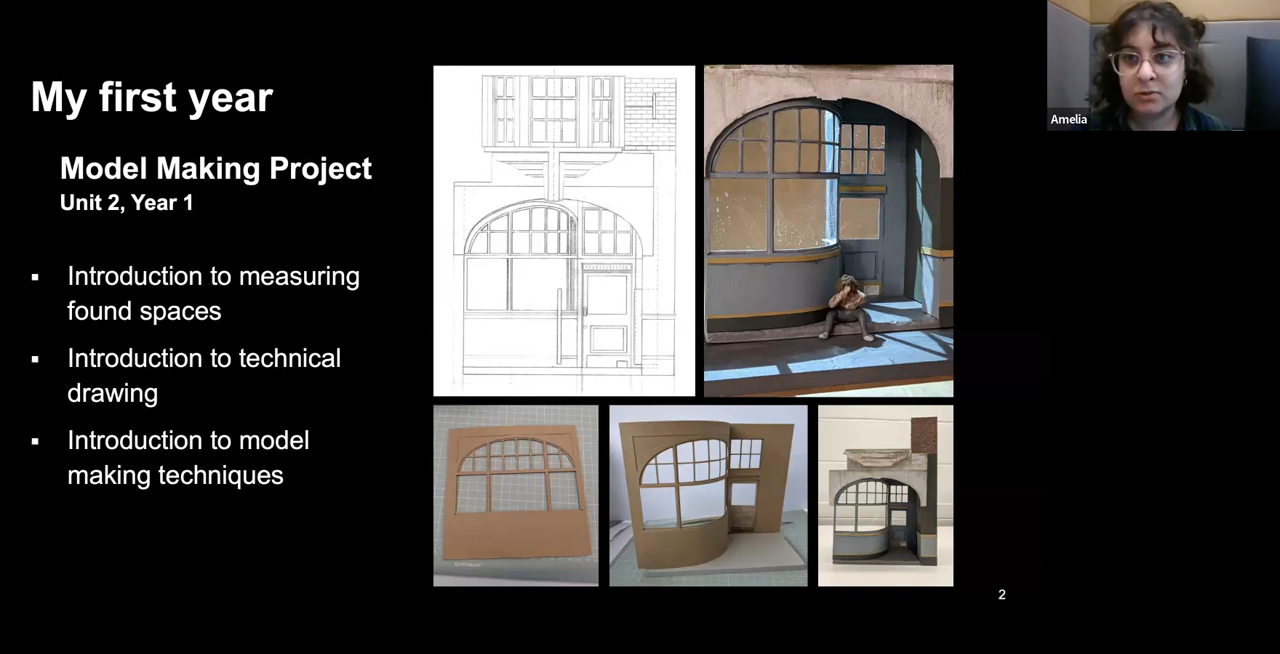 My first year
Model Making Project
Unit 2, Year 1
▪ Introduction to measuring
found spaces
▪ Introduction to technical
drawing
▪ Introduction to model
making techniques
Amelia
2